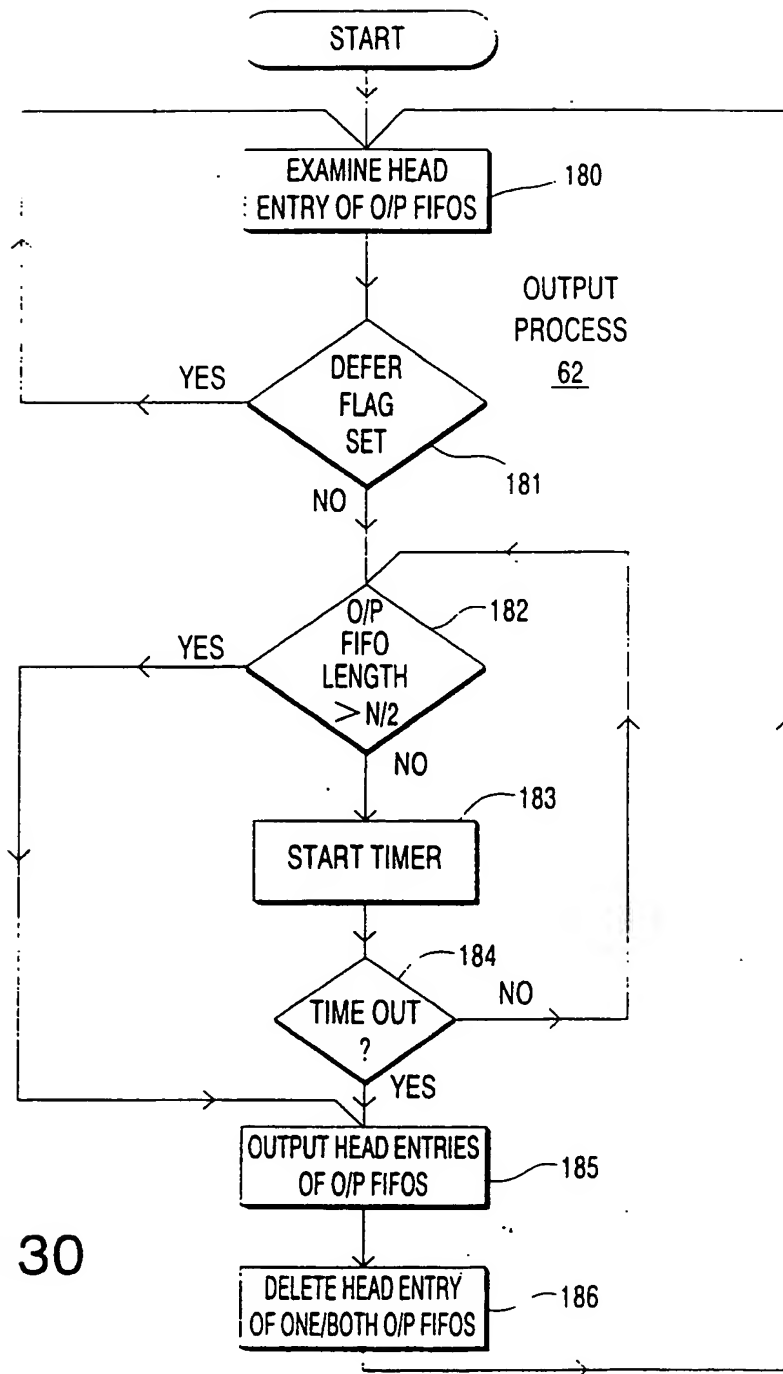 START
EXAMINE HEAD
ENTRY OF O/P FIFOS
180
OUTPUT
PROCESS
62
DEFER
FLAG
SET
YES
181
NO
O/P
FIFO
LENGTH
> N/2
182
YES
NO
183
START TIMER
184
TIME OUT
?
NO
YES
OUTPUT HEAD ENTRIES
OF O/P FIFOS
185
30
DELETE HEAD ENTRY
OF ONE/BOTH O/P FIFOS
186